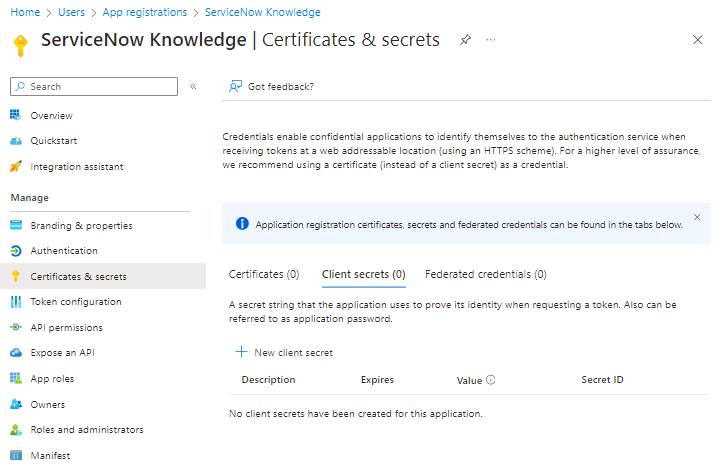 Home > Users > App registrations > ServiceNow Knowledge
ServiceNow Knowledge | Certificates & secrets
Search
Got feedback?
Overview
Quickstart
Integration assistant
Manage
Branding & properties
Authentication
Certificates & secrets
Token configuration
API permissions
Expose an API
App roles
Owners
Roles and administrators
Manifest
Credentials enable confidential applications to identify themselves to the authentication service when
receiving tokens at a web addressable location (using an HTTPS scheme). For a higher level of assurance,
we recommend using a certificate (instead of a client secret) as a credential.
Application registration certificates, secrets and federated credentials can be found in the tabs below.
Certificates (0) Client secrets (0) Federated credentials (0)
A secret string that the application uses to prove its identity when requesting a token. Also can be
referred to as application password.
New client secret
Description Expires Value Secret ID
No client secrets have been created for this application.